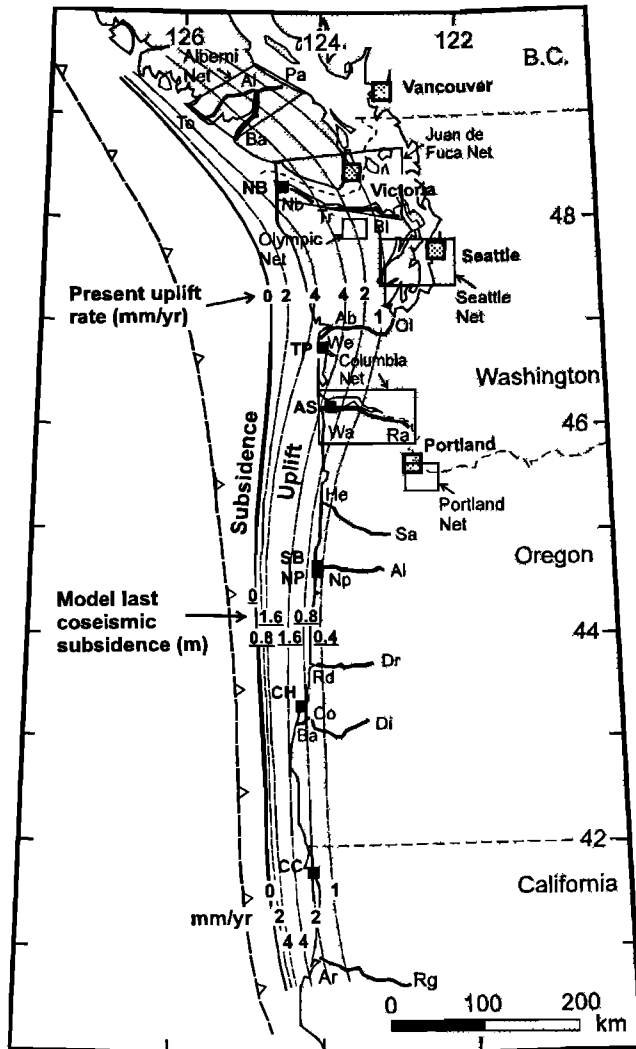 126 124 122
B.C.
Alberni
Net
Al
Pa
Vancouver
To
Ba
Juan de
Fuca Net
NB
Nb
Victoria
Tr
Bl
48
Olympic
Net
Seattle
Seattle
Net
Present uplift
rate (mm/yr)
0 2 4 4 2
1
Ol
Ab
TP
We
Columbia
Net
Washington
AS
46
Wa
Ra
Portland
Portland
Net
Subsidence
Uplift
He
Sa
Oregon
SB
NP
Np
Al
0
Model last
coseismic
subsidence (m)
1.6 0.8
0.8 1.6 0.4
44
Dr
Rd
CH
Co
Di
Ba
42
CC
California
0 1
mm/yr
2 2
4 4
Ar
Rg
0 100 200
km